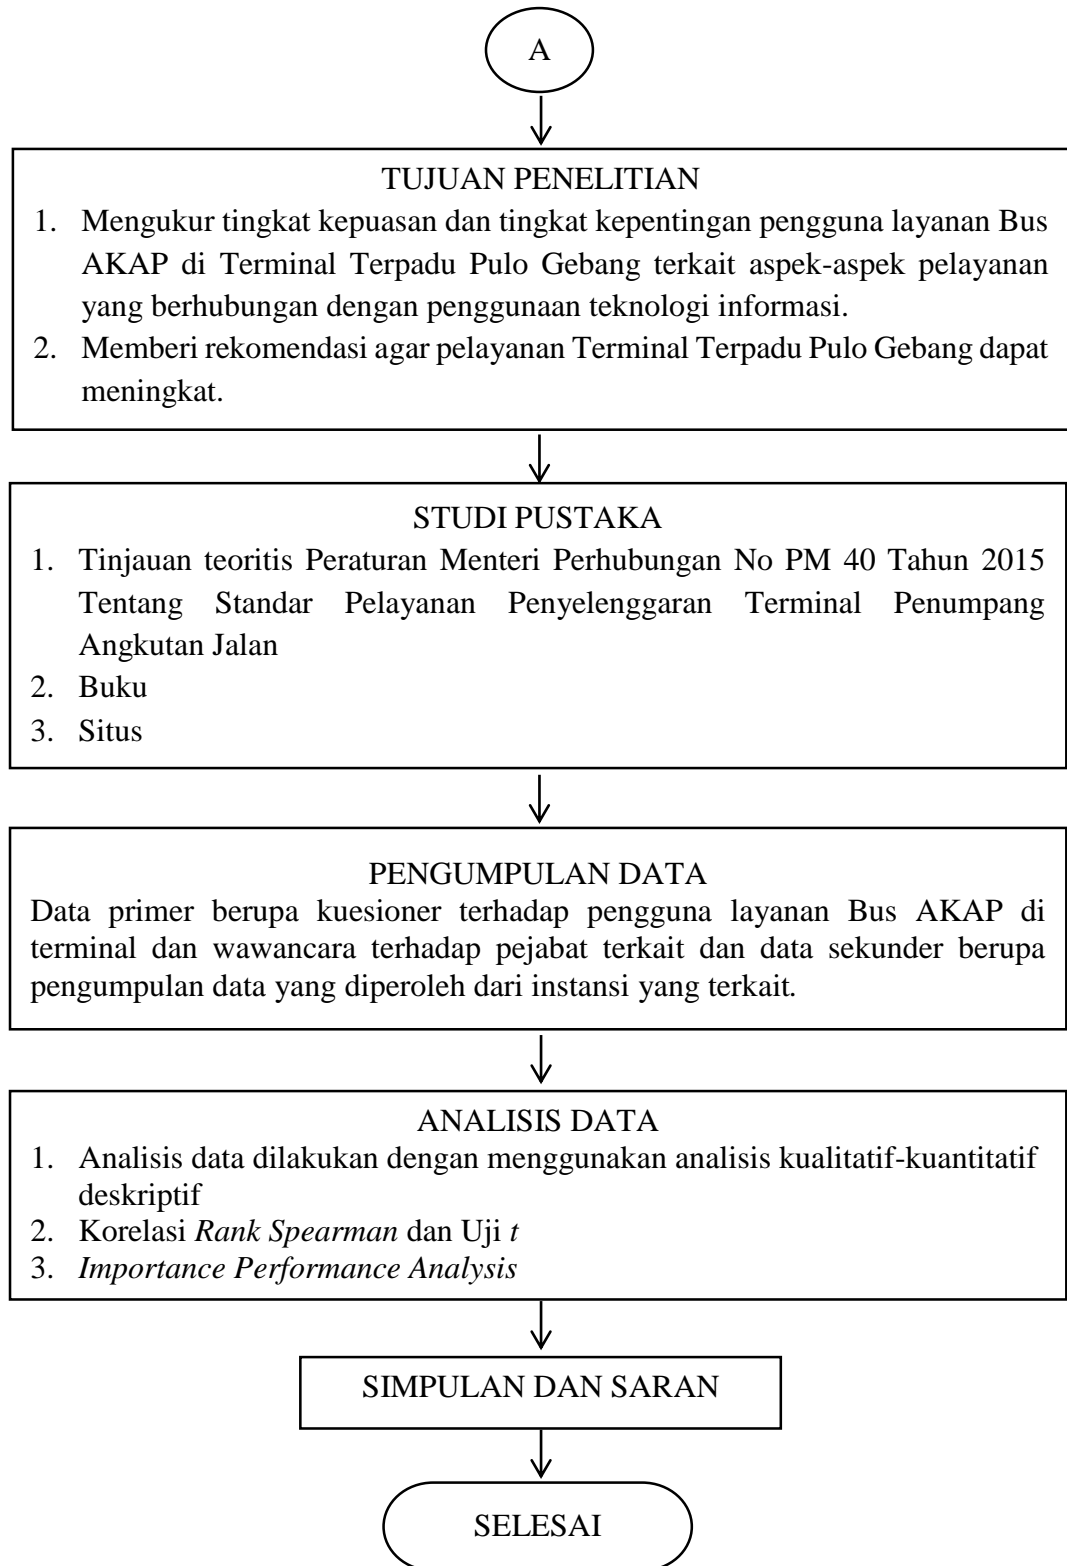 A
TUJUAN PENELITIAN
1. Mengukur tingkat kepuasan dan tingkat kepentingan pengguna layanan Bus
AKAP di Terminal Terpadu Pulo Gebang terkait aspek-aspek pelayanan
yang berhubungan dengan penggunaan teknologi informasi.
2. Memberi rekomendasi agar pelayanan Terminal Terpadu Pulo Gebang dapat
meningkat.
STUDI PUSTAKA
1. Tinjauan teoritis Peraturan Menteri Perhubungan No PM 40 Tahun 2015
Tentang Standar Pelayanan Penyelenggaran Terminal Penumpang
Angkutan Jalan
2. Buku
3. Situs
PENGUMPULAN DATA
Data primer berupa kuesioner terhadap pengguna layanan Bus AKAP di
terminal dan wawancara terhadap pejabat terkait dan data sekunder berupa
pengumpulan data yang diperoleh dari instansi yang terkait.
ANALISIS DATA
1. Analisis data dilakukan dengan menggunakan analisis kualitatif-kuantitatif
deskriptif
2. Korelasi Rank Spearman dan Uji t
3. Importance Performance Analysis
SIMPULAN DAN SARAN
SELESAI